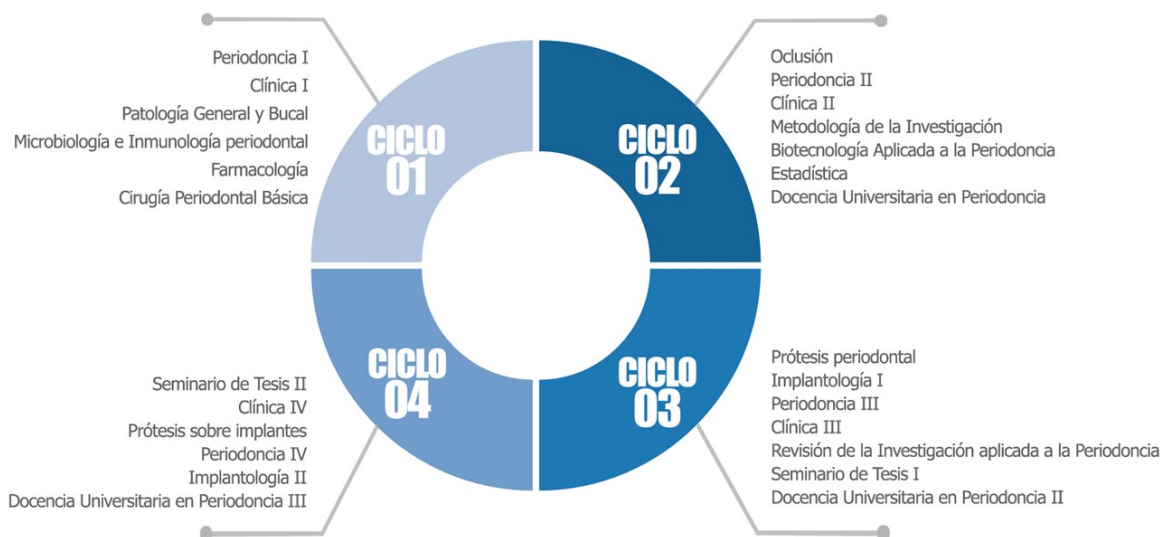 CICLO
01
Periodoncia I
Clínica I
Patología General y Bucal
Microbiología e Inmunología periodontal
Farmacología
Cirugía Periodontal Básica
CICLO
02
Oclusión
Periodoncia II
Clínica II
Metodología de la Investigación
Biotecnología Aplicada a la Periodoncia
Estadística
Docencia Universitaria en Periodoncia
CICLO
03
Prótesis periodontal
Implantología I
Periodoncia III
Clínica III
Revisión de la Investigación aplicada a la Periodoncia
Seminario de Tesis I
Docencia Universitaria en Periodoncia II
CICLO
04
Seminario de Tesis II
Clínica IV
Prótesis sobre implantes
Periodoncia IV
Implantología II
Docencia Universitaria en Periodoncia III